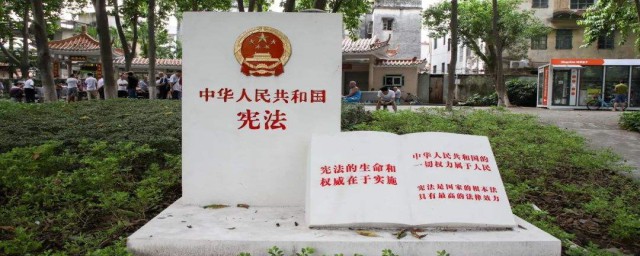 中华人民共和国
宪法
宪法的生命和
权威在于实施
中华人民共和国的
一切权力属于人民
宪法是国家的根本法
具有最高的法律效力